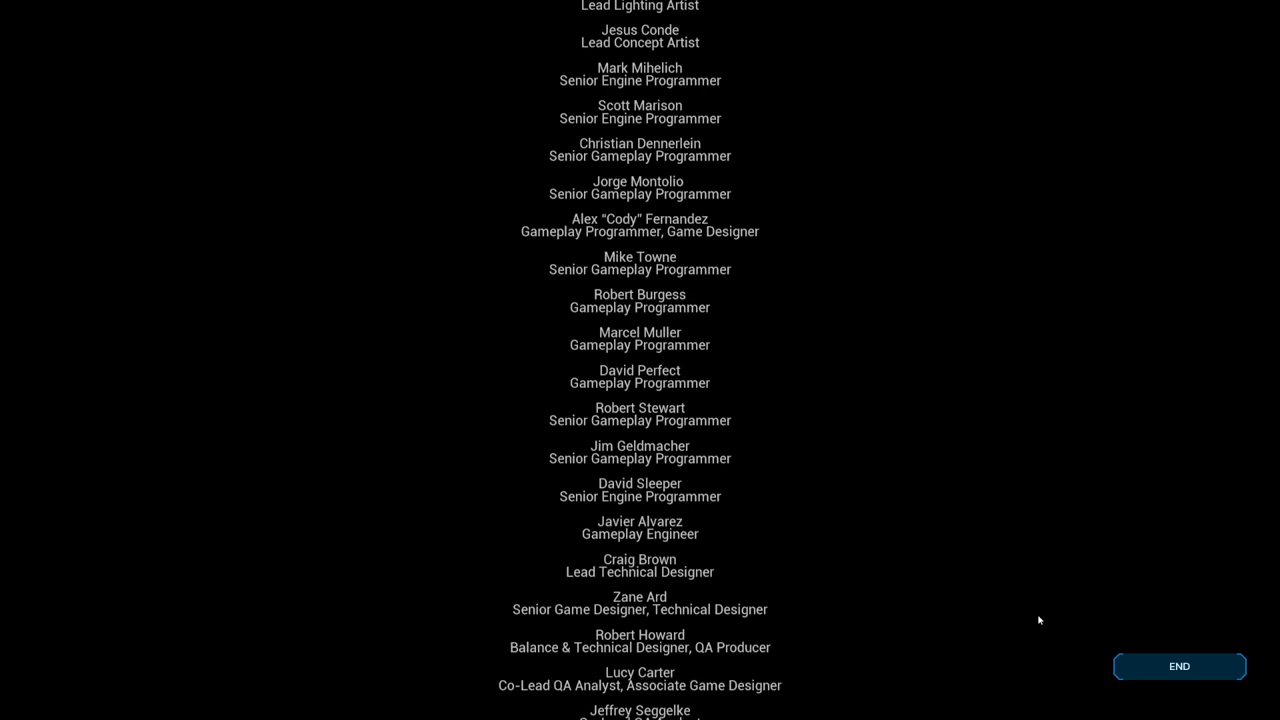 Lead Lighting Artist
Jesus Conde
Lead Concept Artist
Mark Mihelich
Senior Engine Programmer
Scott Marison
Senior Engine Programmer
Christian Dennerlein
Senior Gameplay Programmer
Jorge Montolio
Senior Gameplay Programmer
Alex “Cody” Fernandez
Gameplay Programmer, Game Designer
Mike Towne
Senior Gameplay Programmer
Robert Burgess
Gameplay Programmer
Marcel Muller
Gameplay Programmer
David Perfect
Gameplay Programmer
Robert Stewart
Senior Gameplay Programmer
Jim Geldmacher
Senior Gameplay Programmer
David Sleeper
Senior Engine Programmer
Javier Alvarez
Gameplay Engineer
Craig Brown
Lead Technical Designer
Zane Ard
Senior Game Designer, Technical Designer
Robert Howard
Balance & Technical Designer, QA Producer
Lucy Carter
Co-Lead QA Analyst, Associate Game Designer
Jeffrey Seggelke
END